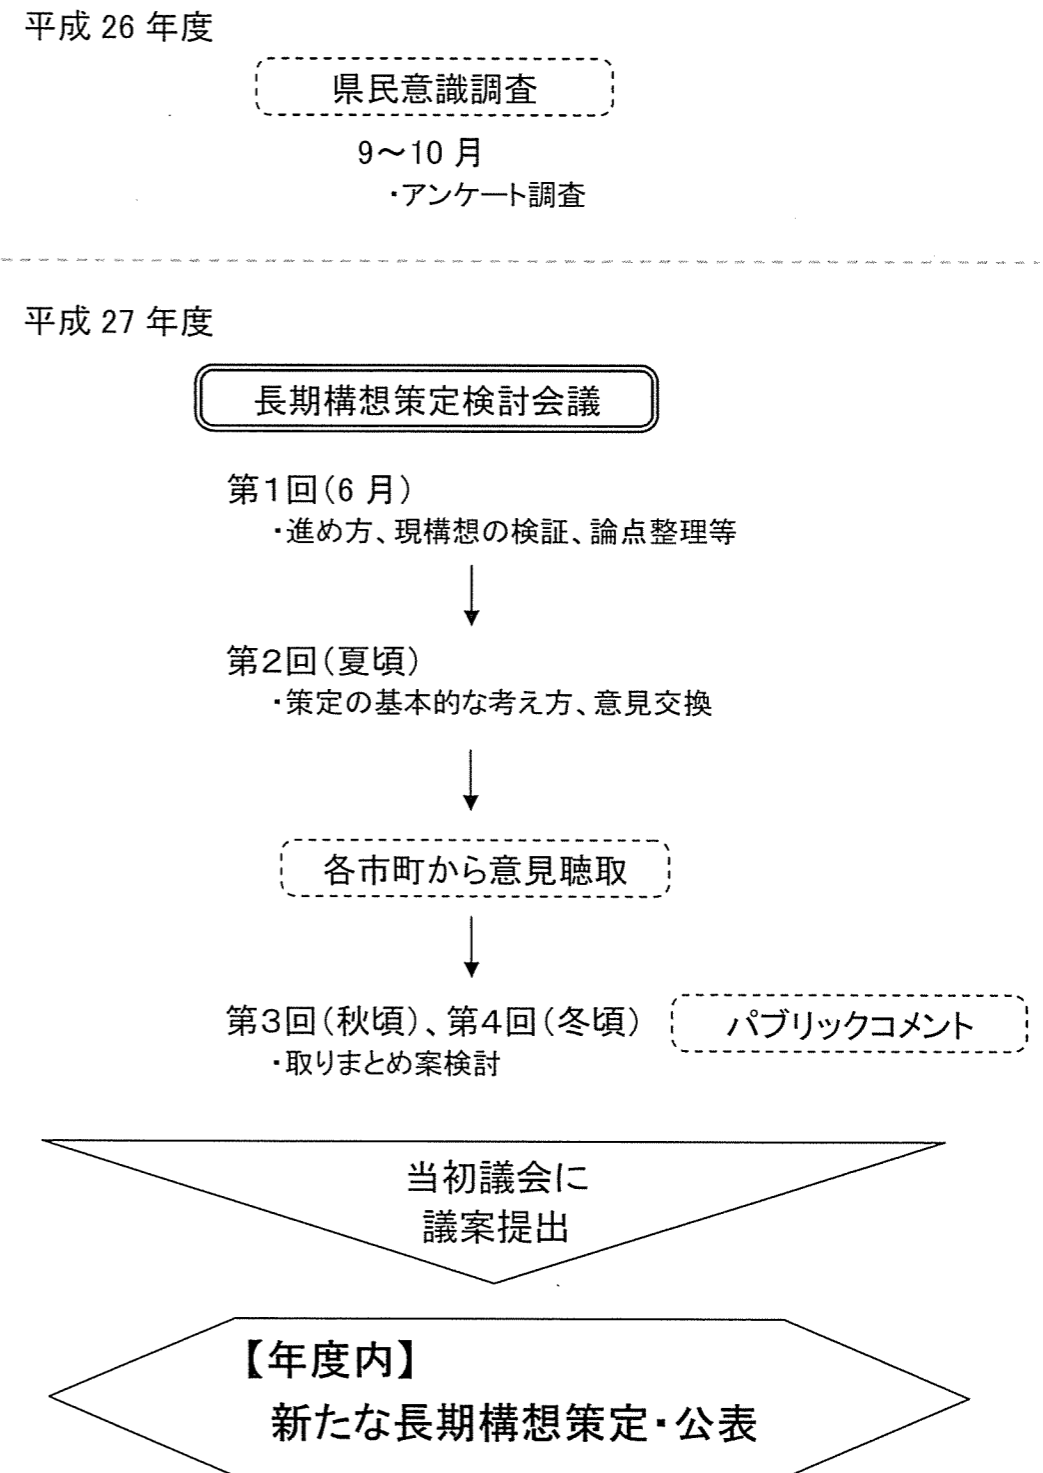 平成 26 年度
県民意識調査
9～10 月
・アンケート調査
平成 27 年度
長期構想策定検討会議
第１回（6 月）
・進め方、現構想の検証、論点整理等
第２回（夏頃）
・策定の基本的な考え方、意見交換
各市町から意見聴取
第３回（秋頃）、第４回（冬頃）
パブリックコメント
・取りまとめ案検討
当初議会に
議案提出
【年度内】
新たな長期構想策定・公表